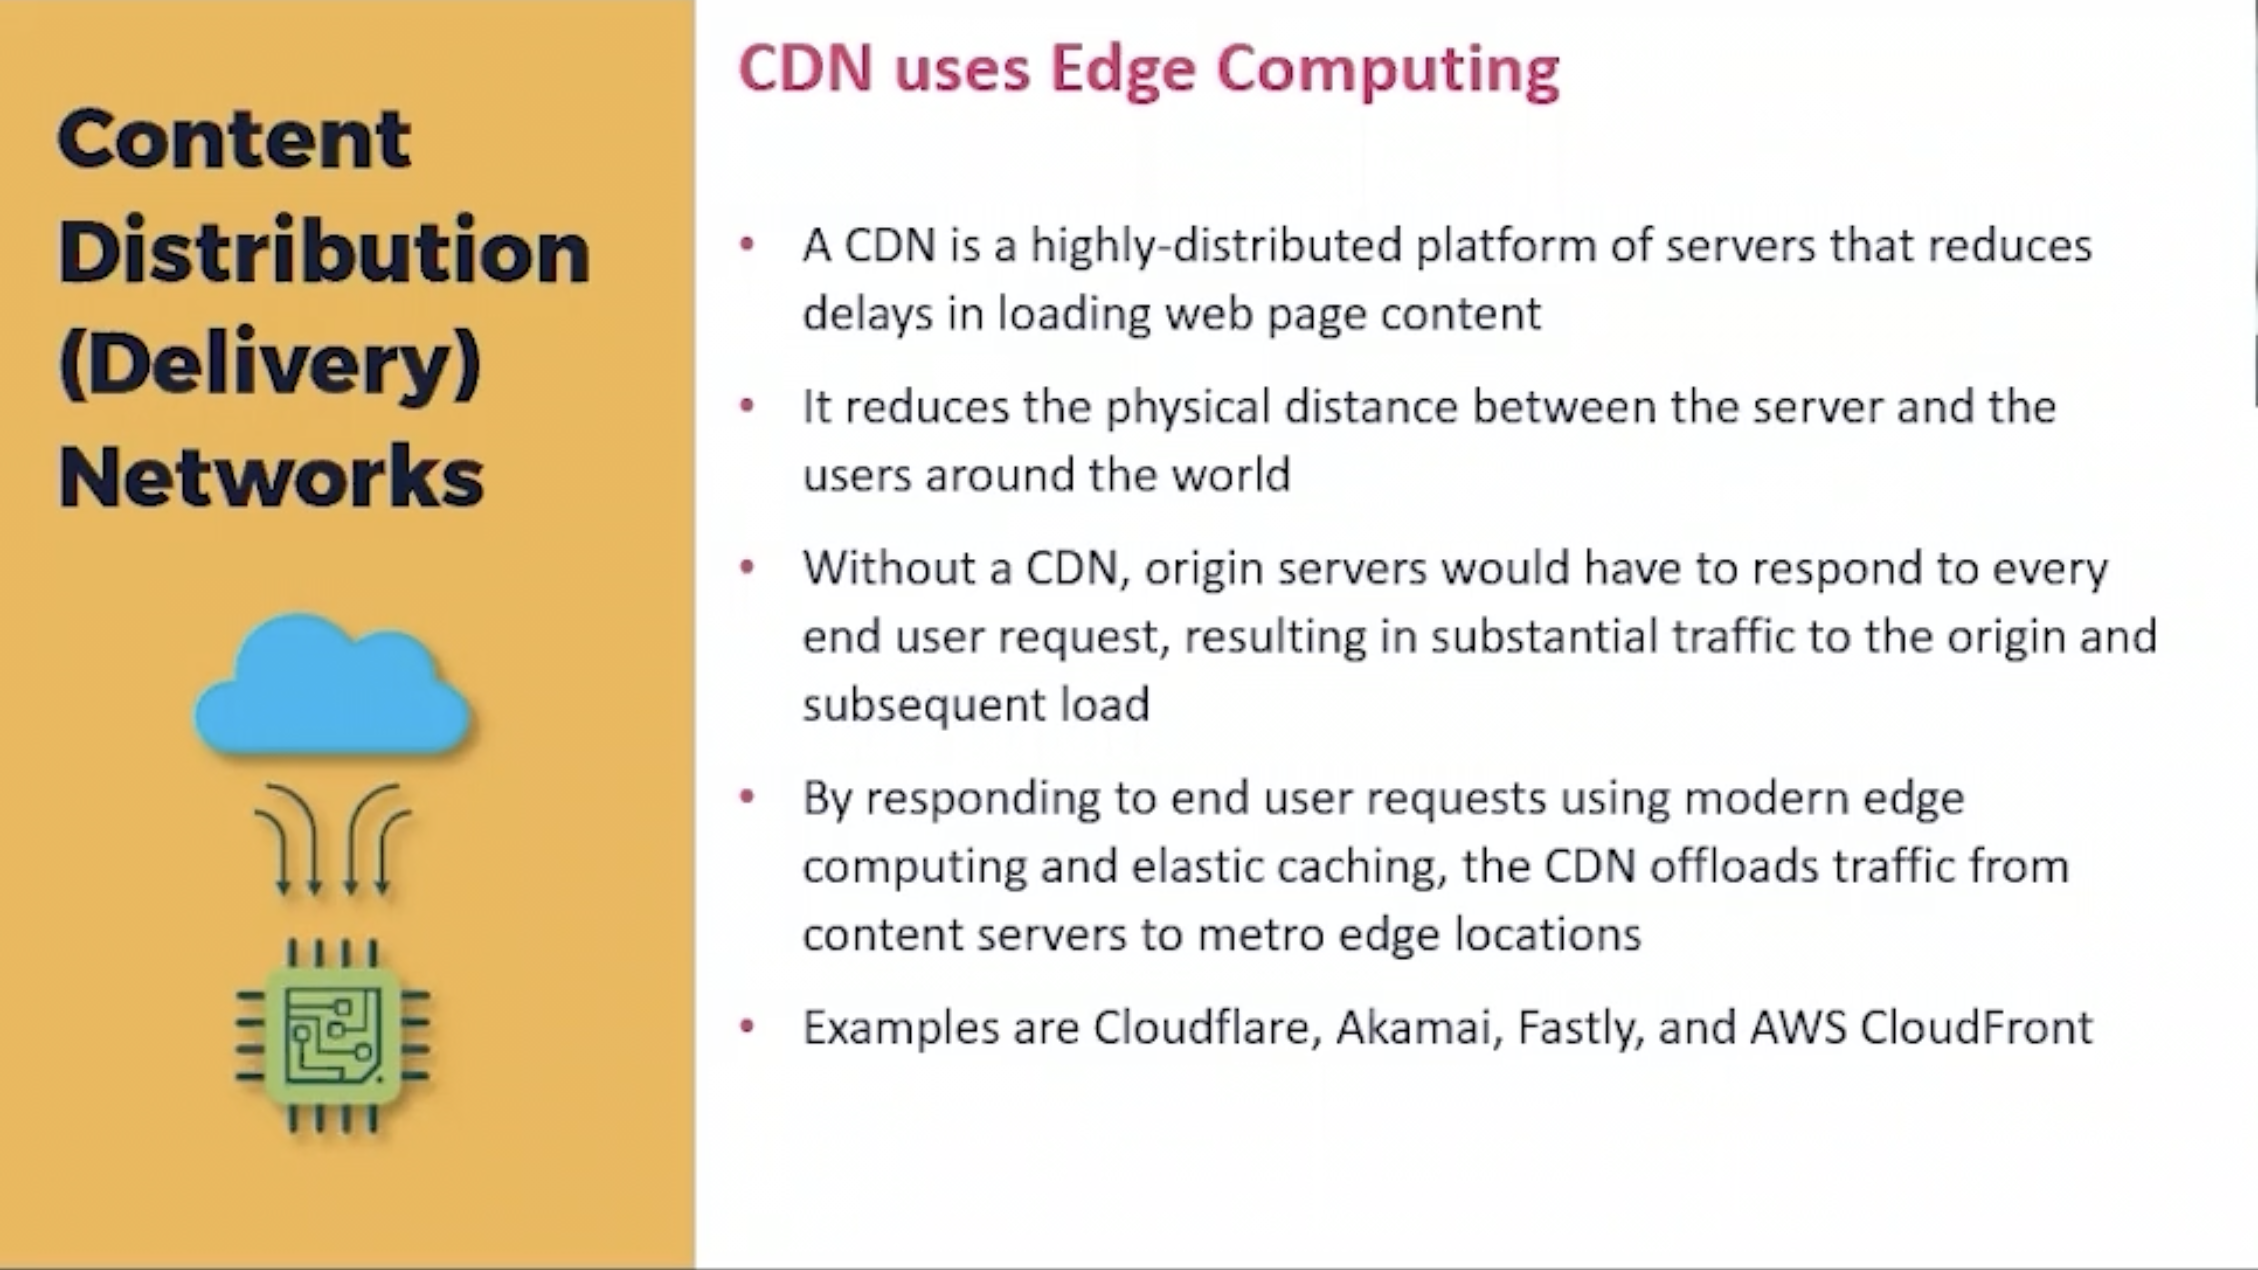 Content
Distribution
(Delivery)
Networks
CDN uses Edge Computing
• A CDN is a highly-distributed platform of servers that reduces
delays in loading web page content
• It reduces the physical distance between the server and the
users around the world
• Without a CDN, origin servers would have to respond to every
end user request, resulting in substantial traffic to the origin and
subsequent load
• By responding to end user requests using modern edge
computing and elastic caching, the CDN offloads traffic from
content servers to metro edge locations
• Examples are Cloudflare, Akamai, Fastly, and AWS CloudFront